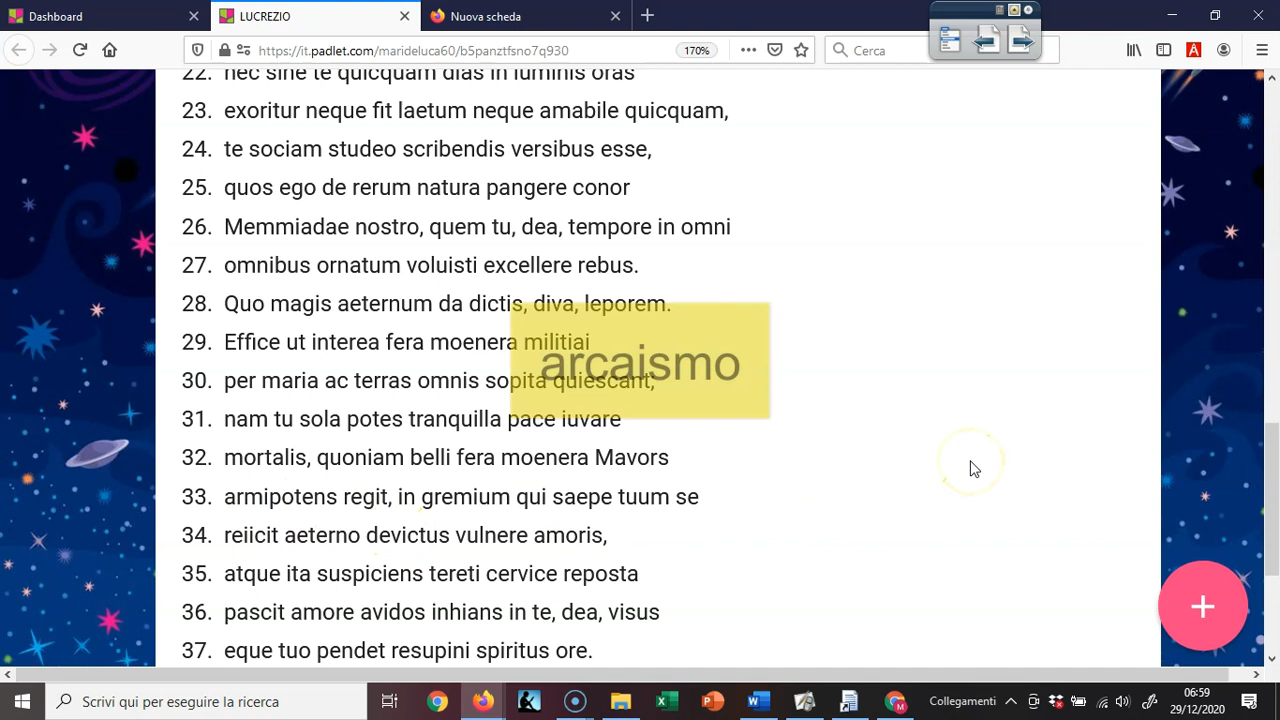 Dashboard
LUCREZIO
Nuova scheda
https://it.padlet.com/marideluca60/b5panztfsno7q930
170%
Cerca
22. nec sine te quicquam dias in luminis oras
23. exoritur neque fit laetum neque amabile quicquam,
24. te sociam studeo scribendis versibus esse,
25. quos ego de rerum natura pangere conor
26. Memmiadae nostro, quem tu, dea, tempore in omni
27. omnibus ornatum voluisti excellere rebus.
28. Quo magis aeternum da dictis, diva, leporem.
29. Effice ut interea fera moenera militiai
arcaismo
30. per maria ac terras omnis sopita quiescant;
31. nam tu sola potes tranquilla pace iuvare
32. mortalis, quoniam belli fera moenera Mavors
33. armipotens regit, in gremium qui saepe tuum se
34. reiicit aeterno devictus vulnere amoris,
35. atque ita suspiciens tereti cervice reposta
36. pascit amore avidos inhians in te, dea, visus
37. eque tuo pendet resupini spiritus ore.
Scrivi qui per eseguire la ricerca
Collegamenti
06:59
29/12/2020